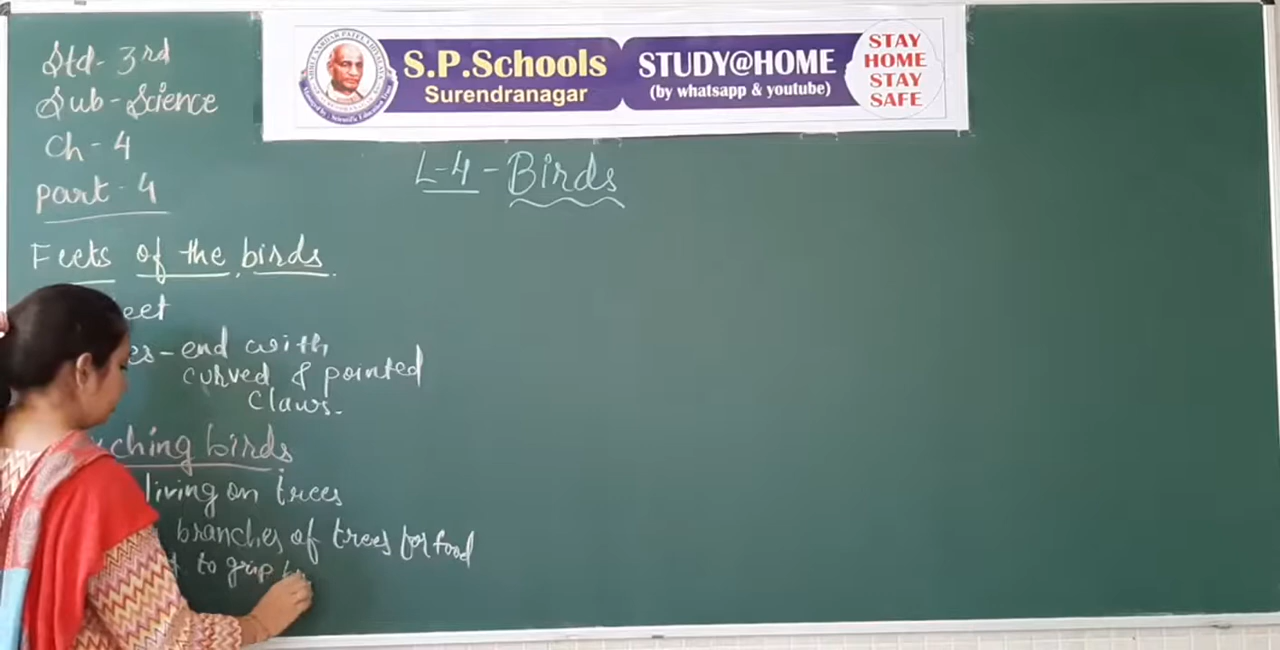 S.P.Schools
Surendranagar
STUDY@HOME
(by whatsapp & youtube)
STAY
HOME
STAY
SAFE
Std- 3rd
Sub-Science
Ch-4
part-4
L-4-Birds
Feets of the birds.
eet
es-end with
curved & pointed
claws.
ching birds
living on trees
branches of trees for food
to grip